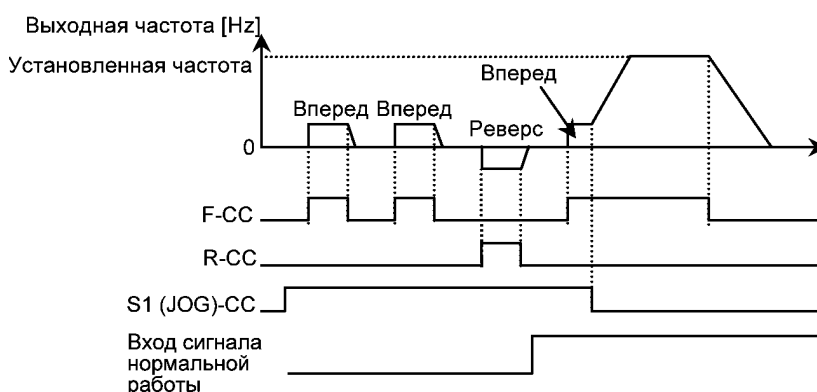 Выходная частота [Hz]
Установленная частота
Вперед
Вперед Вперед
Реверс
0
F-CC
R-CC
S1 (JOG)-CC
Вход сигнала
нормальной
работы